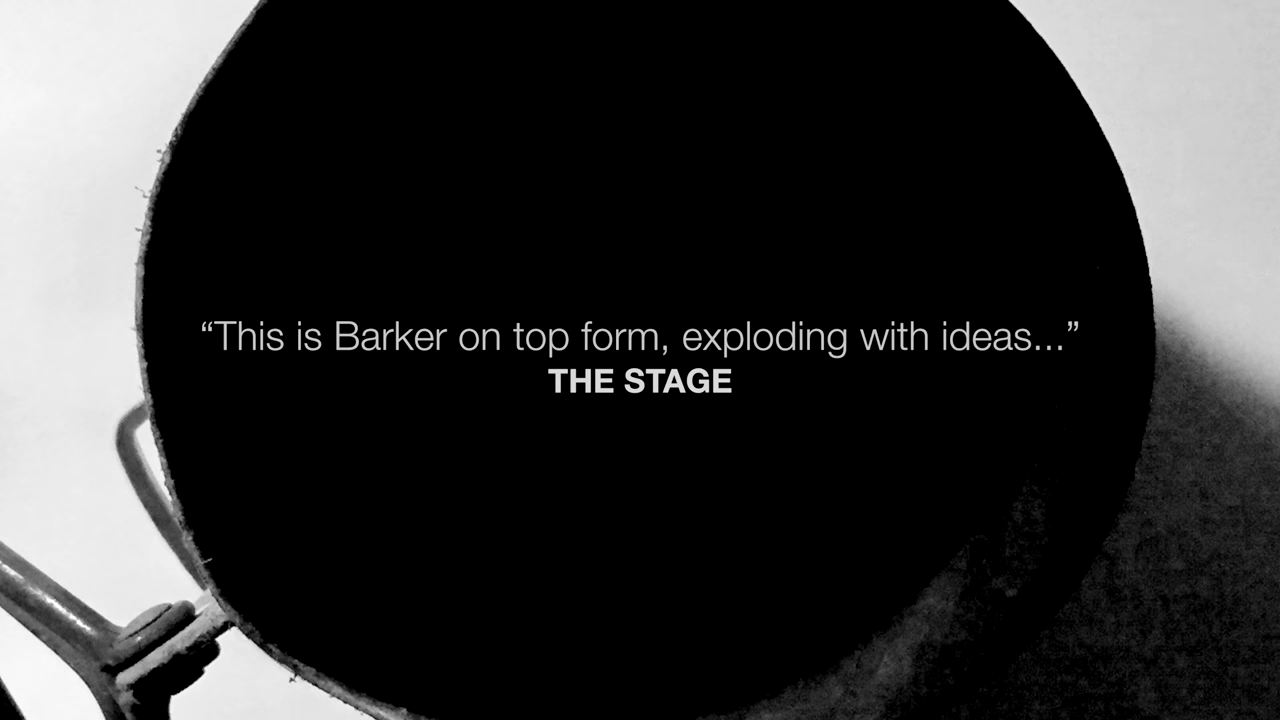 “This is Barker on top form, exploding with ideas...”
THE STAGE